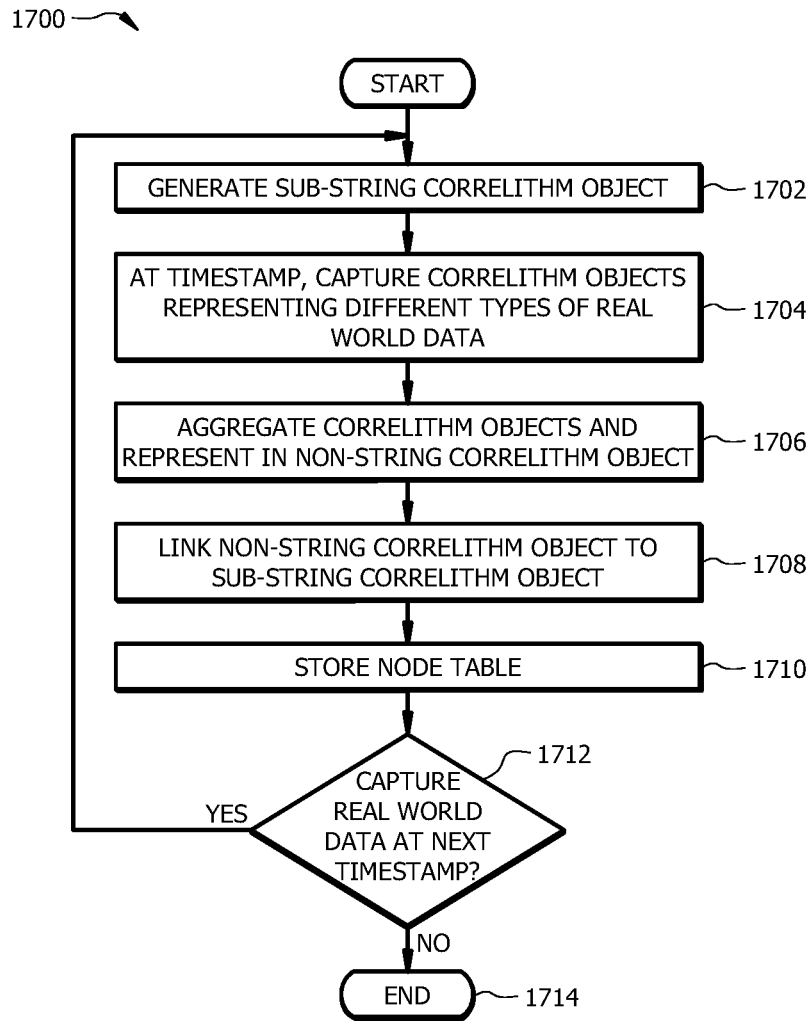 1700
START
GENERATE SUB-STRING CORRELITHM OBJECT
1702
AT TIMESTAMP, CAPTURE CORRELITHM OBJECTS
REPRESENTING DIFFERENT TYPES OF REAL
WORLD DATA
1704
AGGREGATE CORRELITHM OBJECTS AND
REPRESENT IN NON-STRING CORRELITHM OBJECT
1706
LINK NON-STRING CORRELITHM OBJECT TO
SUB-STRING CORRELITHM OBJECT
1708
STORE NODE TABLE
1710
1712
CAPTURE
REAL WORLD
DATA AT NEXT
TIMESTAMP?
YES
NO
END
1714